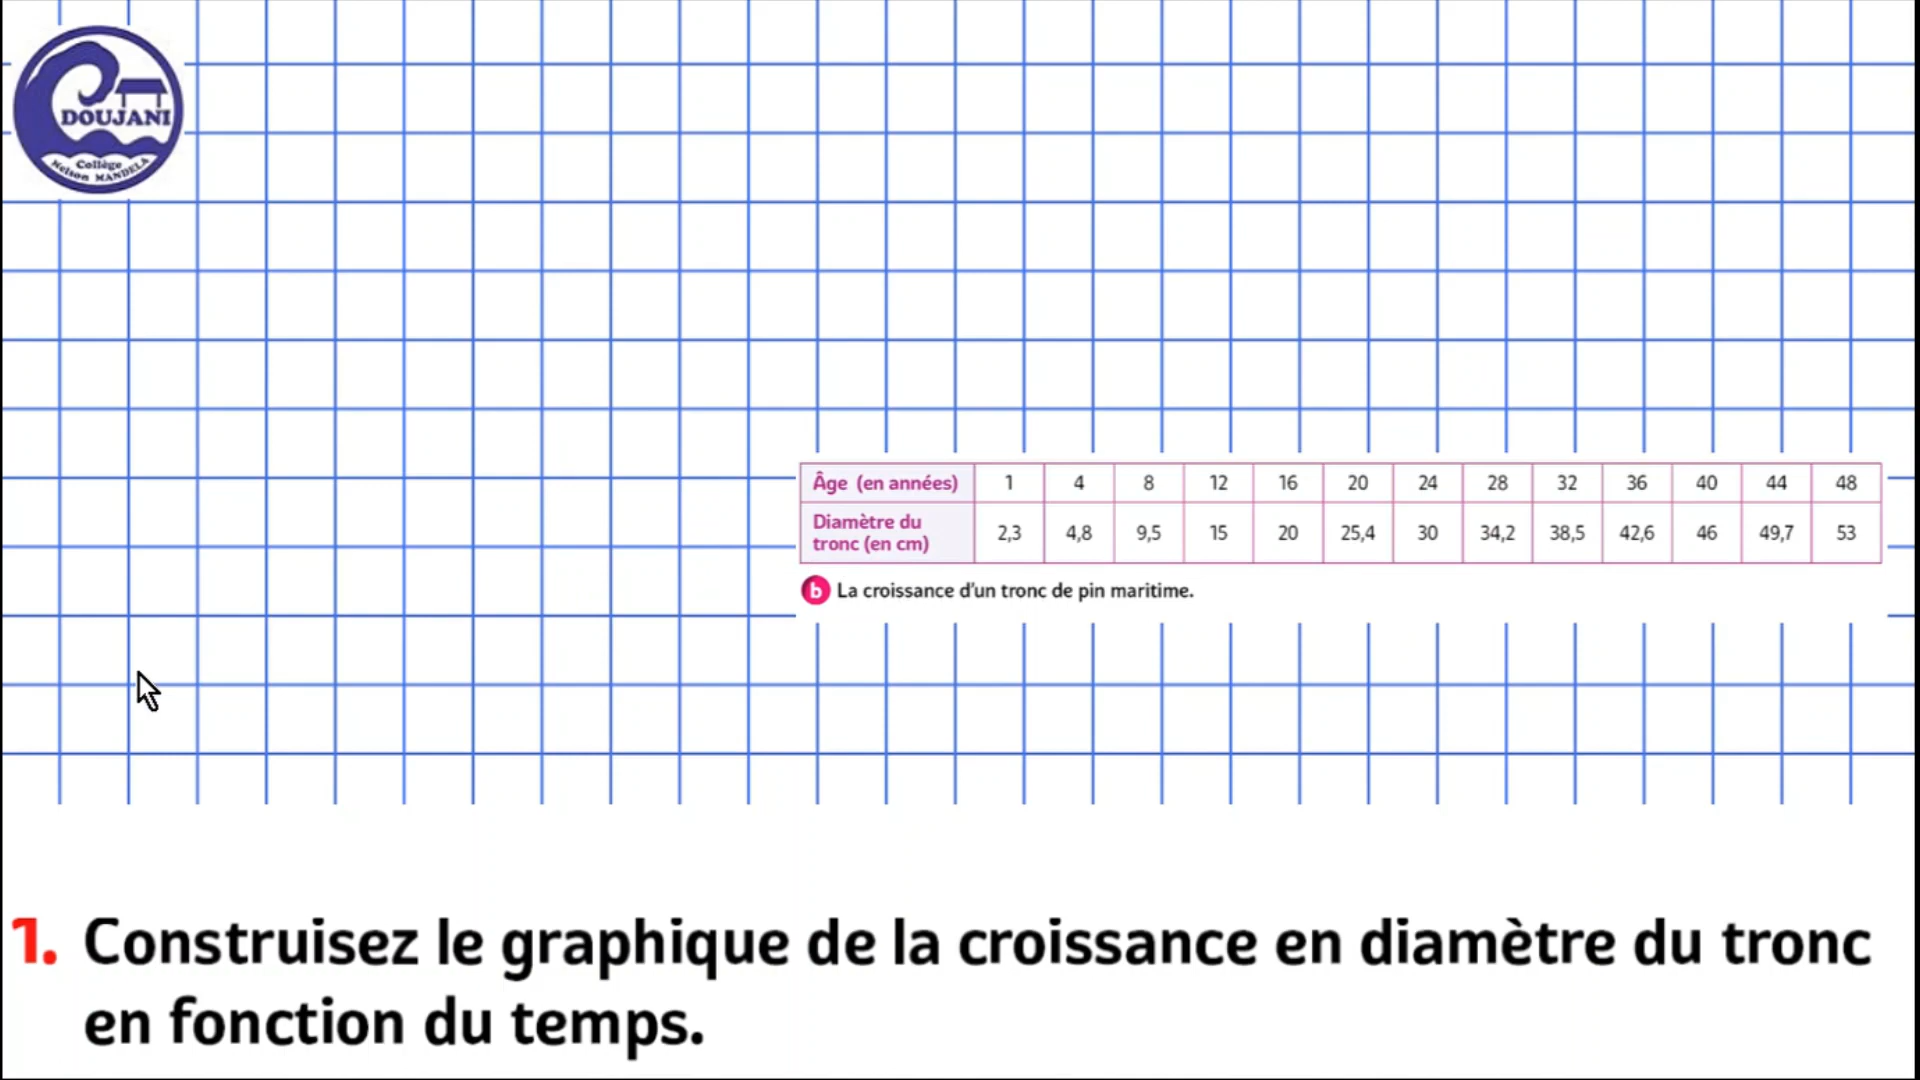 DOUJANI
Collège
Nelson MANDELA
Âge (en années) 1 4 8 12 16 20 24 28 32 36 40 44 48
Diamètre du
tronc (en cm) 2,3 4,8 9,5 15 20 25,4 30 34,2 38,5 42,6 46 49,7 53
b La croissance d'un tronc de pin maritime.
1. Construisez le graphique de la croissance en diamètre du tronc
en fonction du temps.